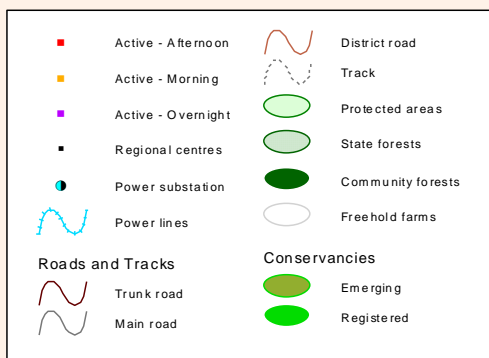 Active - Afternoon
Active - Morning
Active - Overnight
Regional centres
Power substation
Power lines
Roads and Tracks
Trunk road
Main road
District road
Track
Protected areas
State forests
Community forests
Freehold farms
Conservancies
Emerging
Registered